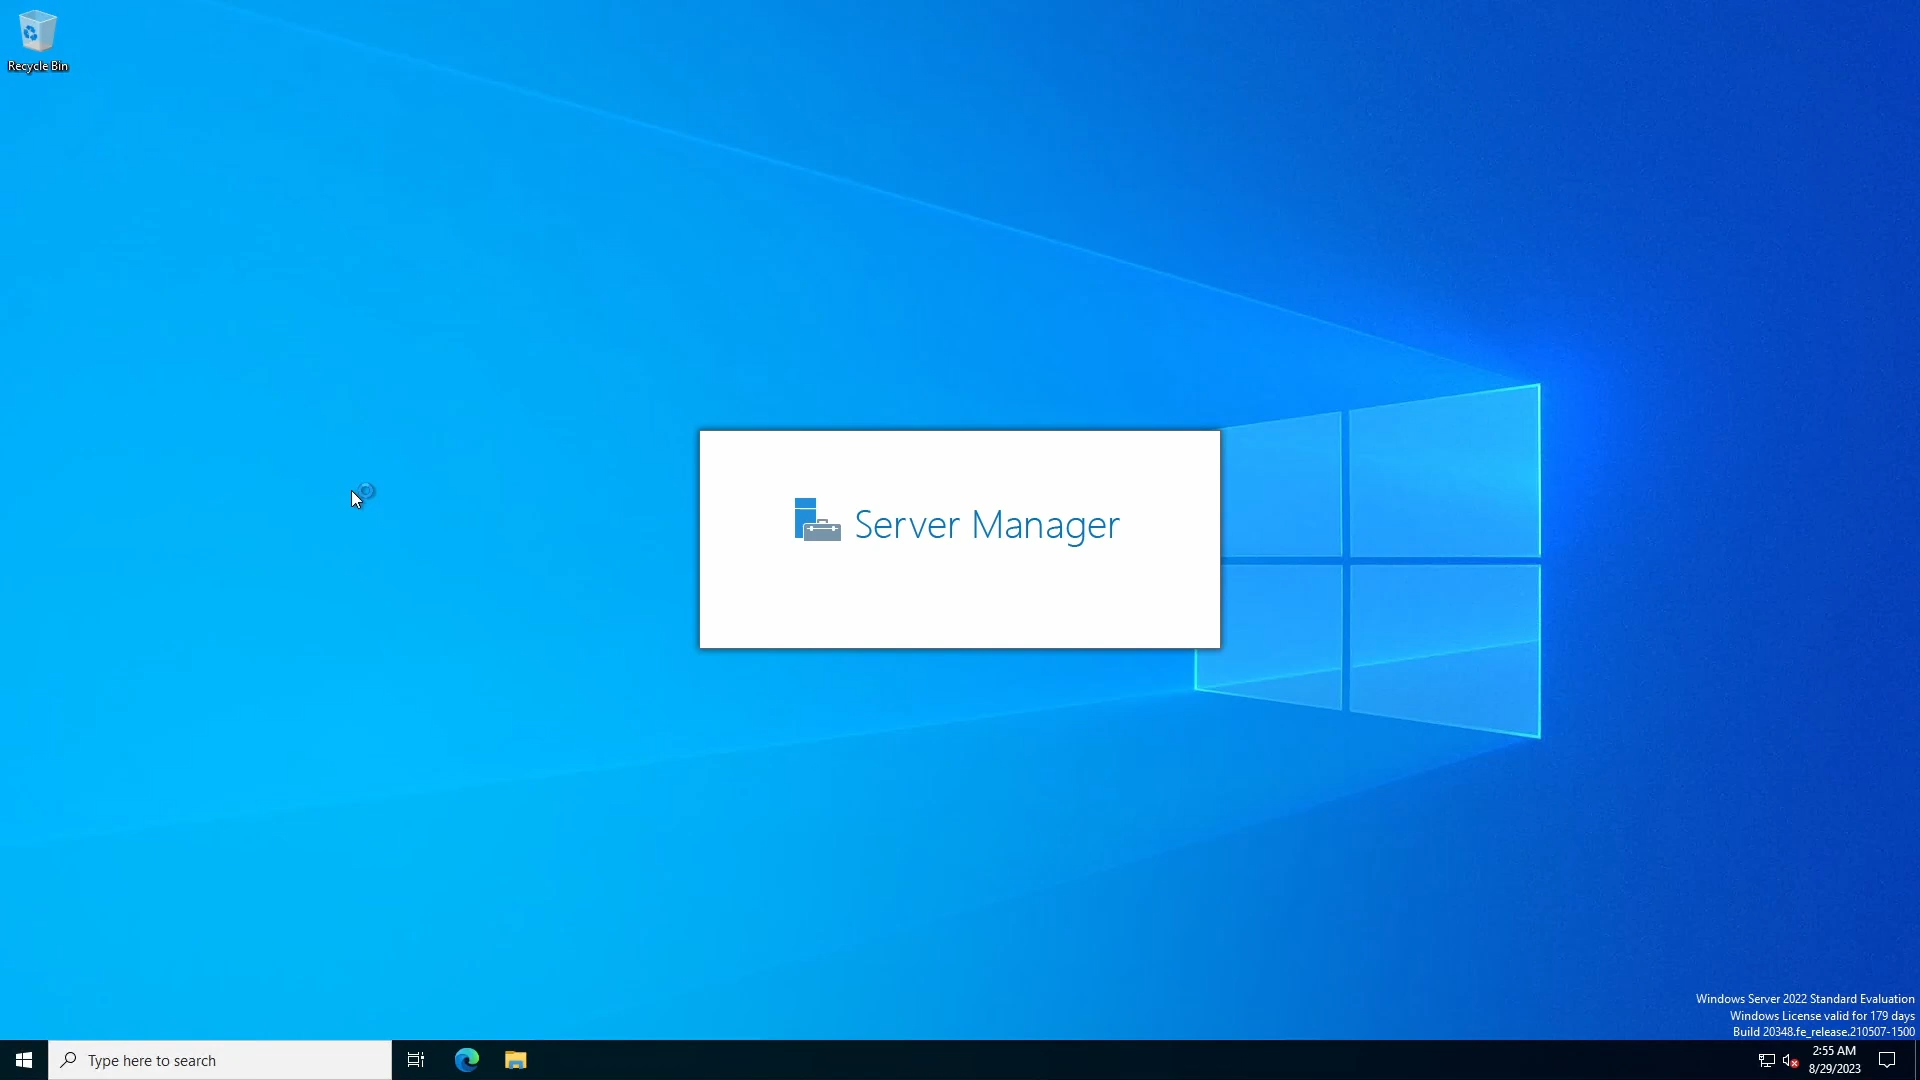 Recycle Bin
Server Manager
Windows Server 2022 Standard Evaluation
Windows License valid for 179 days
Build 20348.fe_release.210507-1500
Type here to search
2:55 AM
8/29/2023